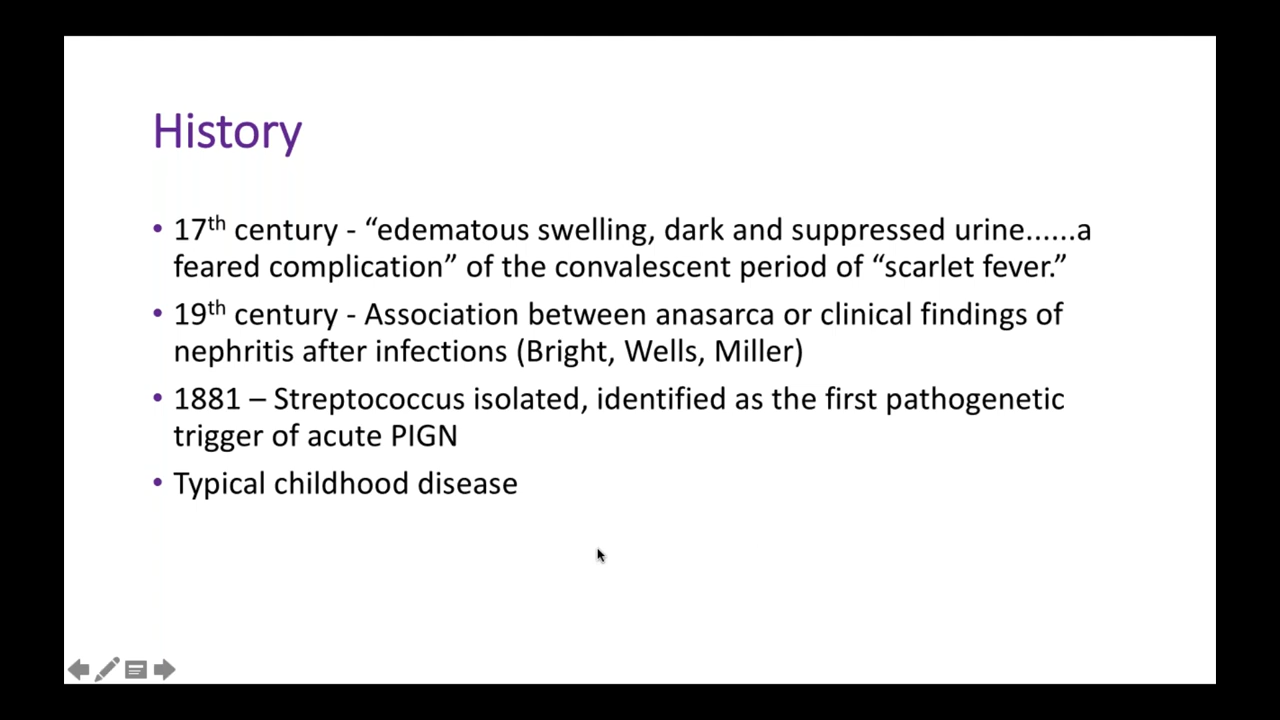 History
• 17th century - “edematous swelling, dark and suppressed urine......a
feared complication” of the convalescent period of “scarlet fever.”
• 19th century - Association between anasarca or clinical findings of
nephritis after infections (Bright, Wells, Miller)
• 1881 – Streptococcus isolated, identified as the first pathogenetic
trigger of acute PIGN
• Typical childhood disease